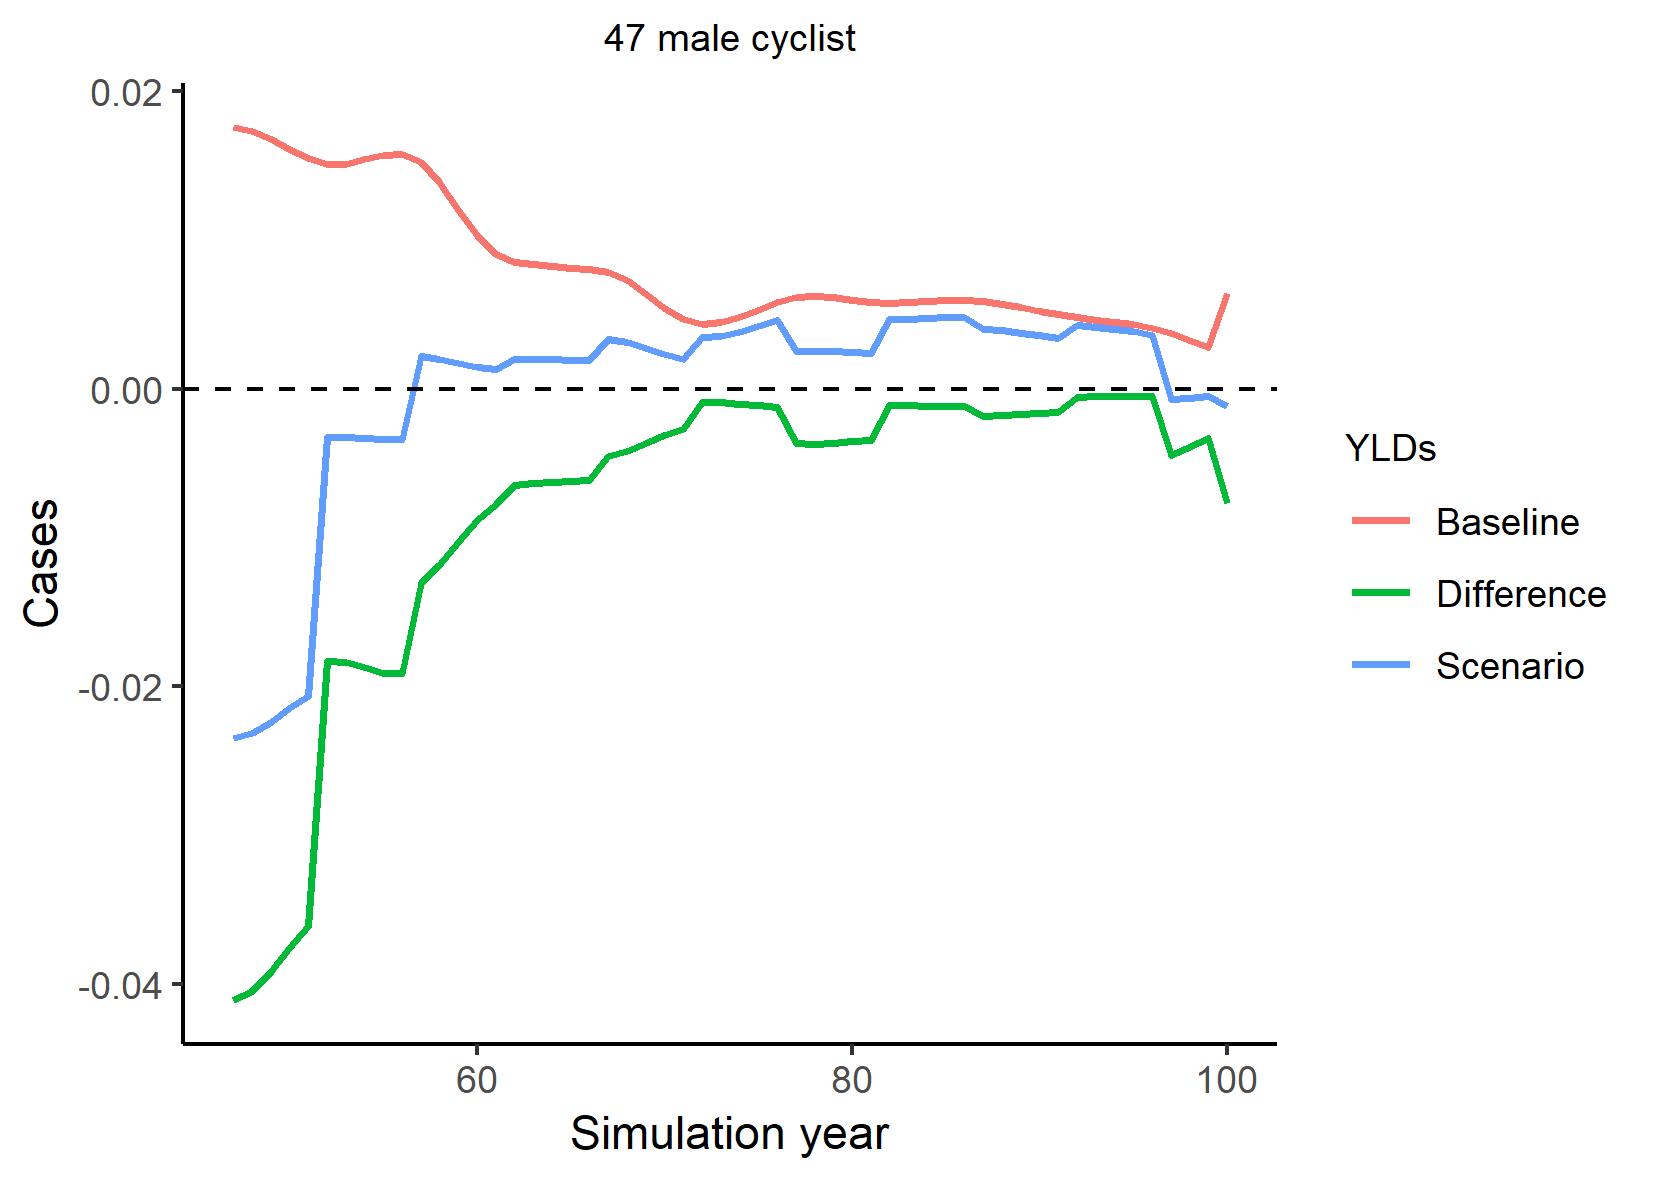 47 male cyclist
0.02
0.00
-0.02
-0.04
Cases
60 80 100
Simulation year
YLDs
Baseline
Difference
Scenario